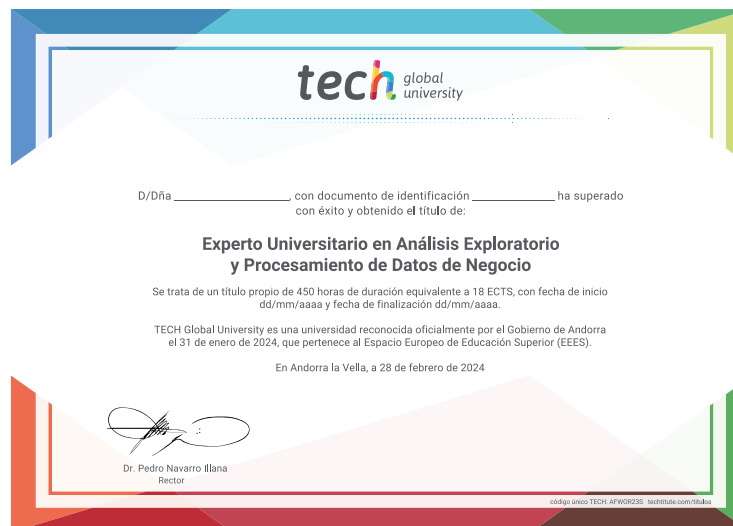 tech global
university
D/Dña ______________, con documento de identificación ______________ ha superado
con éxito y obtenido el título de:
Experto Universitario en Análisis Exploratorio
y Procesamiento de Datos de Negocio
Se trata de un título propio de 450 horas de duración equivalente a 18 ECTS, con fecha de inicio
dd/mm/aaaa y fecha de finalización dd/mm/aaaa.
TECH Global University es una universidad reconocida oficialmente por el Gobierno de Andorra
el 31 de enero de 2024, que pertenece al Espacio Europeo de Educación Superior (EEES).
En Andorra la Vella, a 28 de febrero de 2024
Dr. Pedro Navarro Illana
Rector
código único TECH: AFWOR23S techtitute.com/titulos